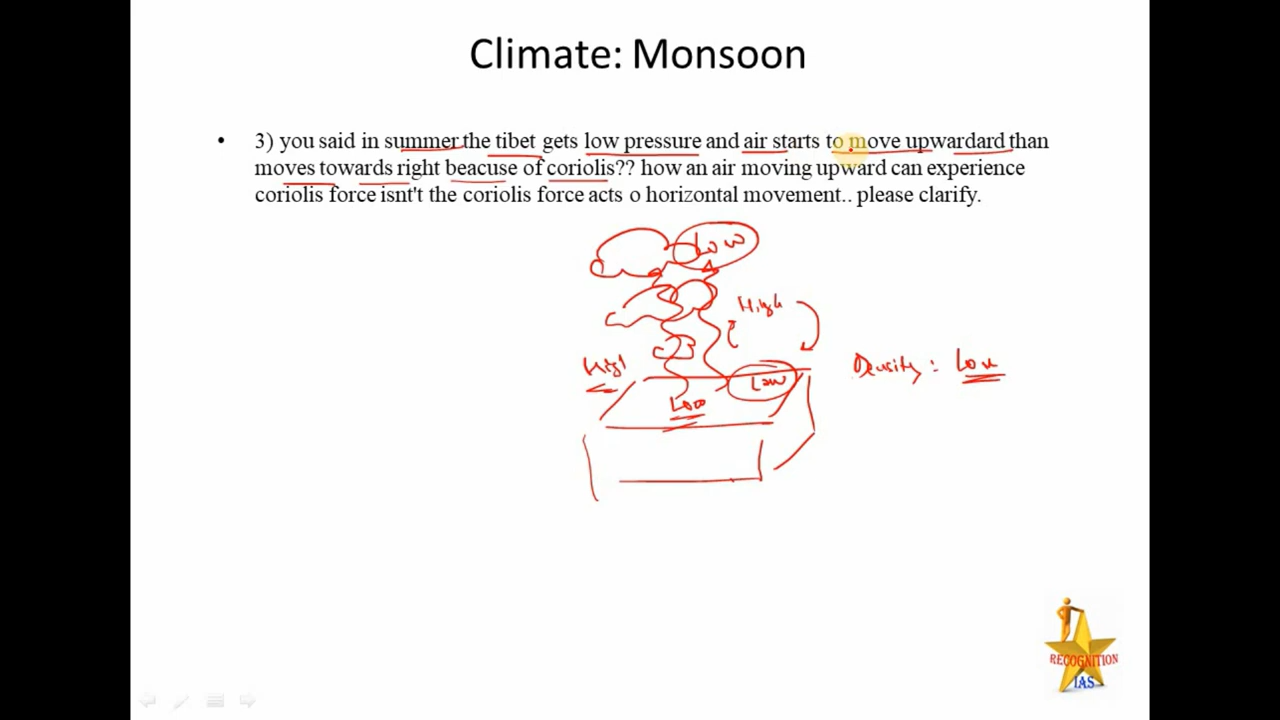 Climate: Monsoon
• 3) you said in summer the tibet gets low pressure and air starts to move upwardard than
moves towards right beacuse of coriolis?? how an air moving upward can experience
coriolis force isnt't the coriolis force acts o horizontal movement.. please clarify.
Low
High
High
Low
Density : Low
Low
RECOGNITION
IAS